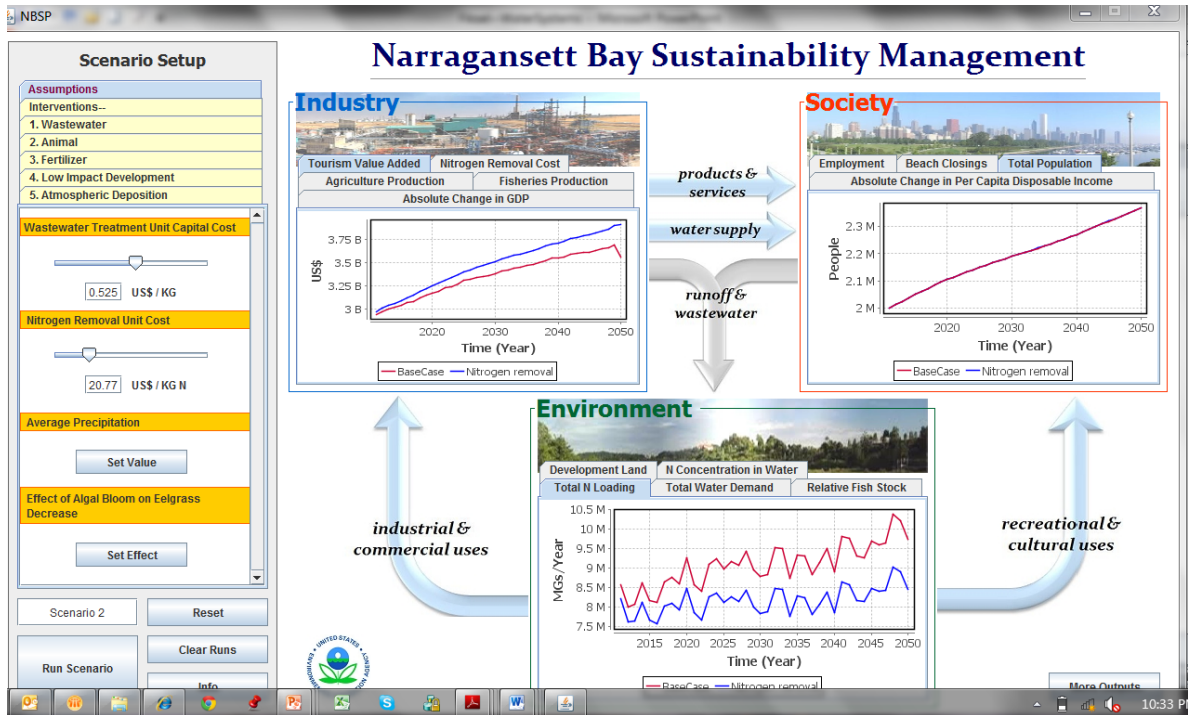 NBSP
Narragansett Bay Sustainability Management
Scenario Setup
Assumptions
Interventions--
1. Wastewater
2. Animal
3. Fertilizer
4. Low Impact Development
5. Atmospheric Deposition
Wastewater Treatment Unit Capital Cost
0.525 US$ / KG
Nitrogen Removal Unit Cost
20.77 US$ / KG N
Average Precipitation
Set Value
Effect of Algal Bloom on Eelgrass
Decrease
Set Effect
Scenario 2
Reset
Clear Runs
Run Scenario
Info
Industry
Tourism Value Added
Nitrogen Removal Cost
Agriculture Production
Fisheries Production
Absolute Change in GDP
US$
3.75 B
3.5 B
3.25 B
3 B
2020 2030 2040 2050
Time (Year)
BaseCase Nitrogen removal
products &
services
water supply
runoff &
wastewater
Society
Employment
Beach Closings
Total Population
Absolute Change in Per Capita Disposable Income
People
2.3 M
2.2 M
2.1 M
2 M
2020 2030 2040 2050
Time (Year)
BaseCase Nitrogen removal
Environment
Development Land
N Concentration in Water
Total N Loading
Total Water Demand
Relative Fish Stock
MGs/Year
10.5 M
10 M
9.5 M
9 M
8.5 M
8 M
7.5 M
2015 2020 2025 2030 2035 2040 2045 2050
Time (Year)
BaseCase Nitrogen removal
industrial &
commercial uses
recreational &
cultural uses
UNITED STATES
More Outputs
10:33 PM